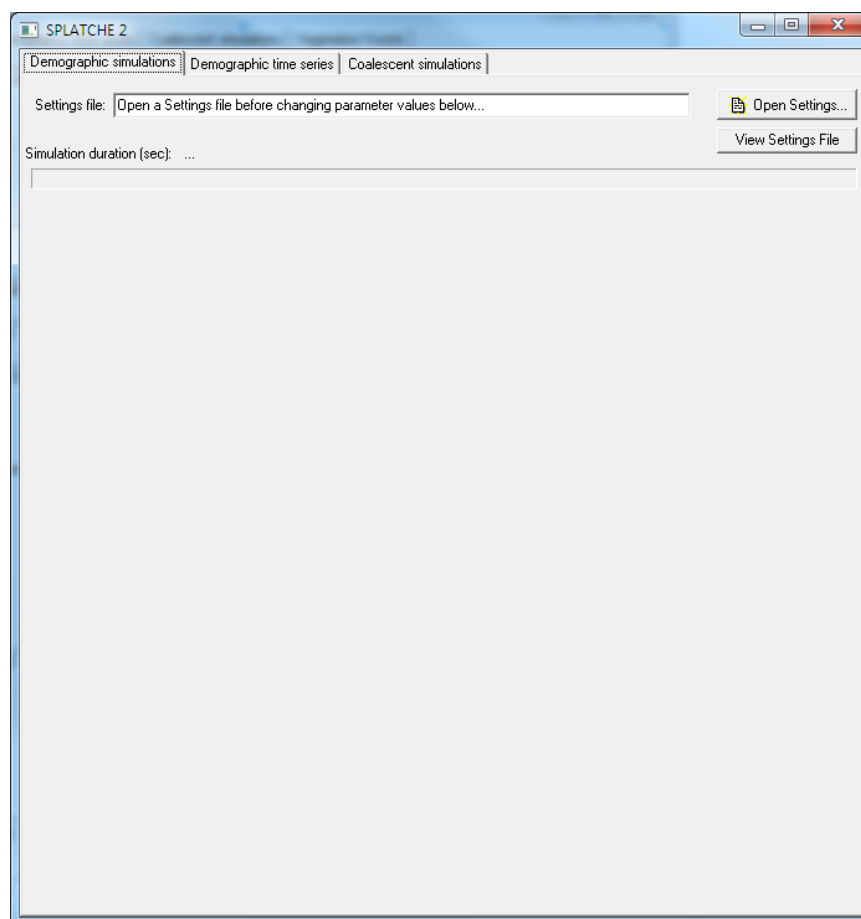 SPLATCHE 2
Demographic simulations Demographic time series Coalescent simulations
Settings file: Open a Settings file before changing parameter values below... Open Settings...
View Settings File
Simulation duration (sec): ...